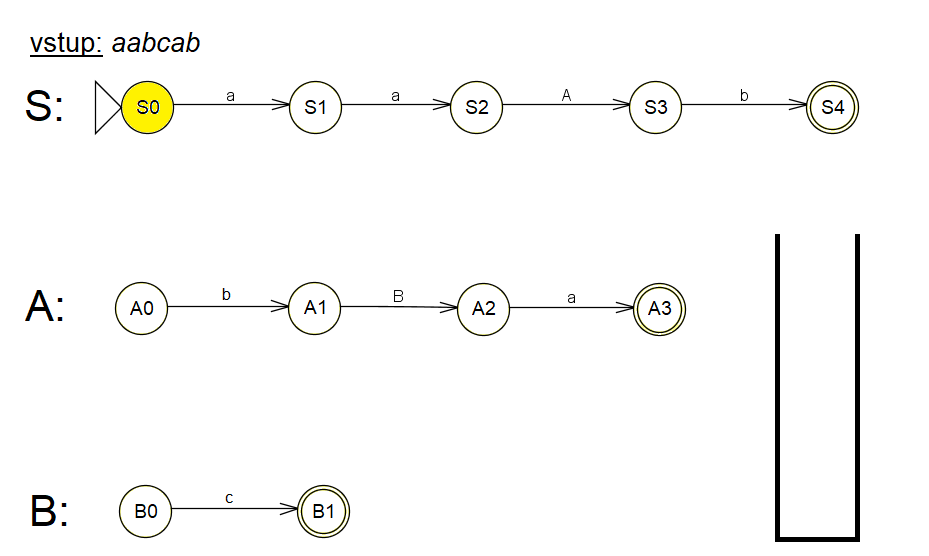 vstup: aabcab
S: S0 a S1 a S2 A S3 b S4
A: A0 b A1 B A2 a A3
B: B0 c B1